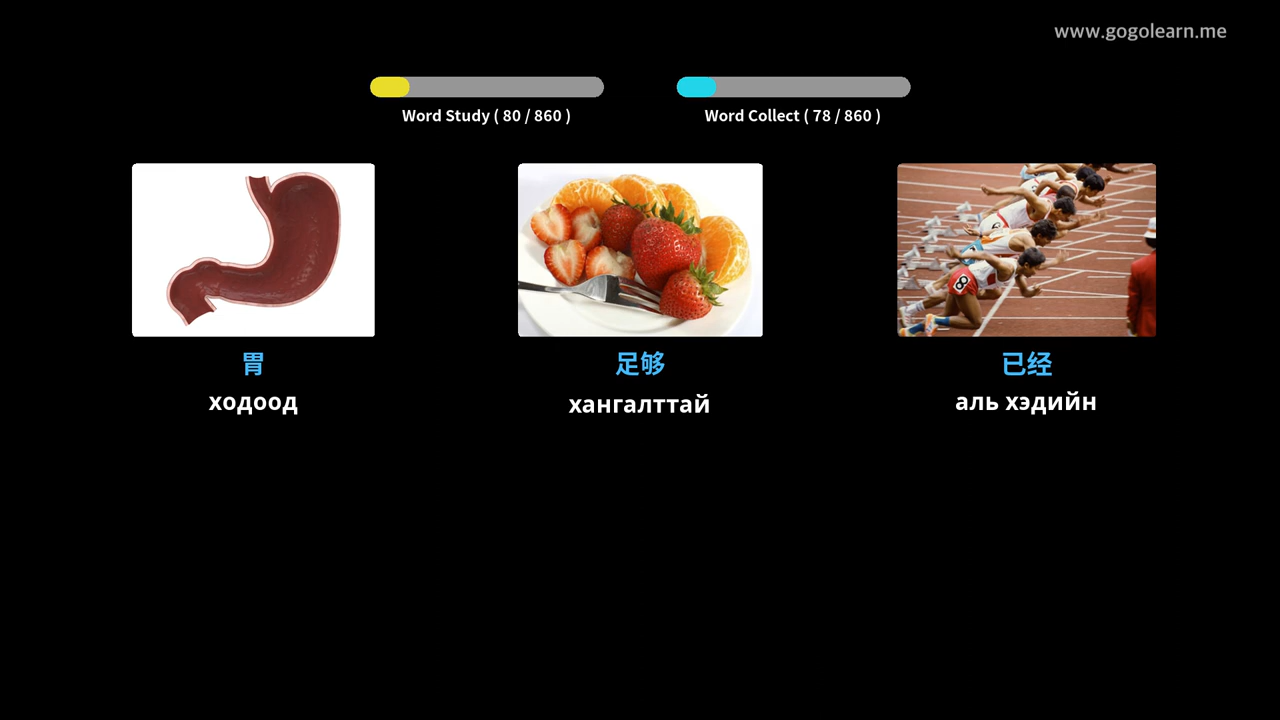 www.gogolearn.me
Word Study ( 80 / 860 )
Word Collect ( 78 / 860 )
胃
足够
已经
ходоод
хангалттай
аль хэдийн
8